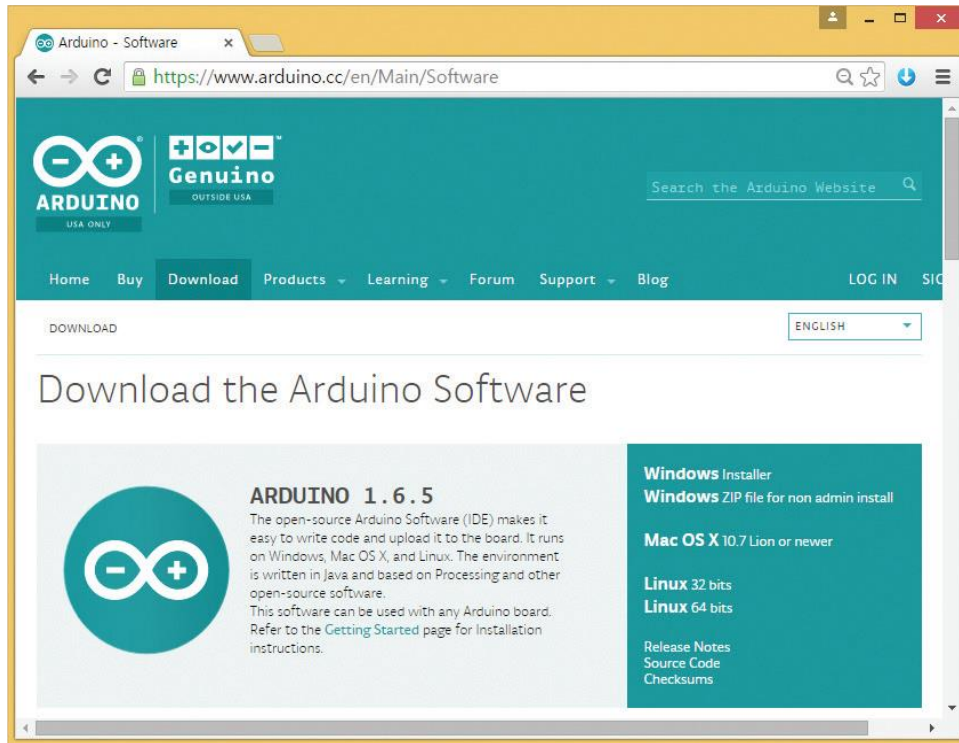 Arduino - Software
https://www.arduino.cc/en/Main/Software
ARDUINO
USA ONLY
Genuino
OUTSIDE USA
Search the Arduino Website
Home Buy Download Products Learning Forum Support Blog LOG IN SIG
DOWNLOAD
ENGLISH
Download the Arduino Software
ARDUINO 1.6.5
The open-source Arduino Software (IDE) makes it
easy to write code and upload it to the board. It runs
on Windows, Mac OS X, and Linux. The environment
is written in Java and based on Processing and other
open-source software.
This software can be used with any Arduino board.
Refer to the Getting Started page for Installation
instructions.
Windows Installer
Windows ZIP file for non admin install
Mac OS X 10.7 Lion or newer
Linux 32 bits
Linux 64 bits
Release Notes
Source Code
Checksums